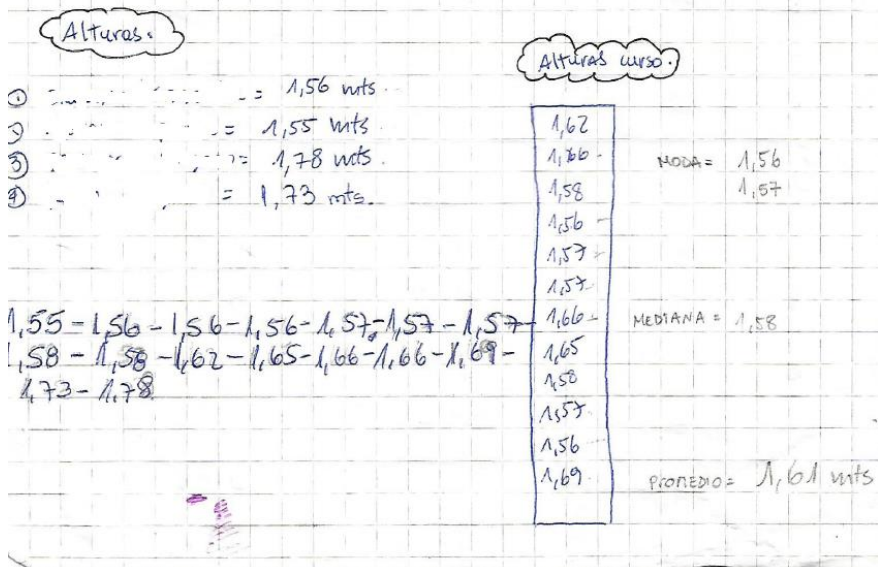 Alturas.
① = 1,56 mts
= 1,55 mts
③ = 1,78 mts.
④ = 1,73 mts.
1,55 - 1,56 - 1,56 - 1,56 - 1,57 - 1,57 - 1,57 -
1,58 - 1,58 - 1,62 - 1,65 - 1,66 - 1,66 - 1,69 -
1,73 - 1,78
Alturas curso.
1,62
1,66
1,58
1,56
1,57
1,57
1,66
1,65
1,58
1,57
1,56
1,69
MODA = 1,56
1,57
MEDIANA = 1,58
PROMEDIO = 1,61 mts